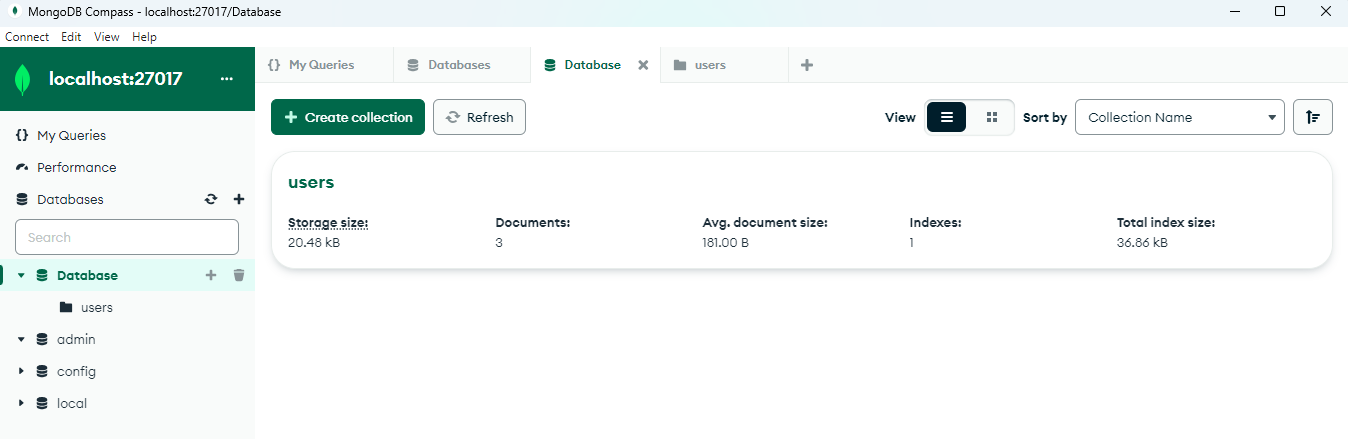 MongoDB Compass - localhost:27017/Database
Connect Edit View Help
localhost:27017 ...
My Queries
Performance
Databases
Search
Database
users
admin
config
local
{} My Queries Databases Database users
Create collection Refresh View Sort by Collection Name
users
Storage size: Documents: Avg. document size: Indexes: Total index size:
20.48 kB 3 181.00 B 1 36.86 kB